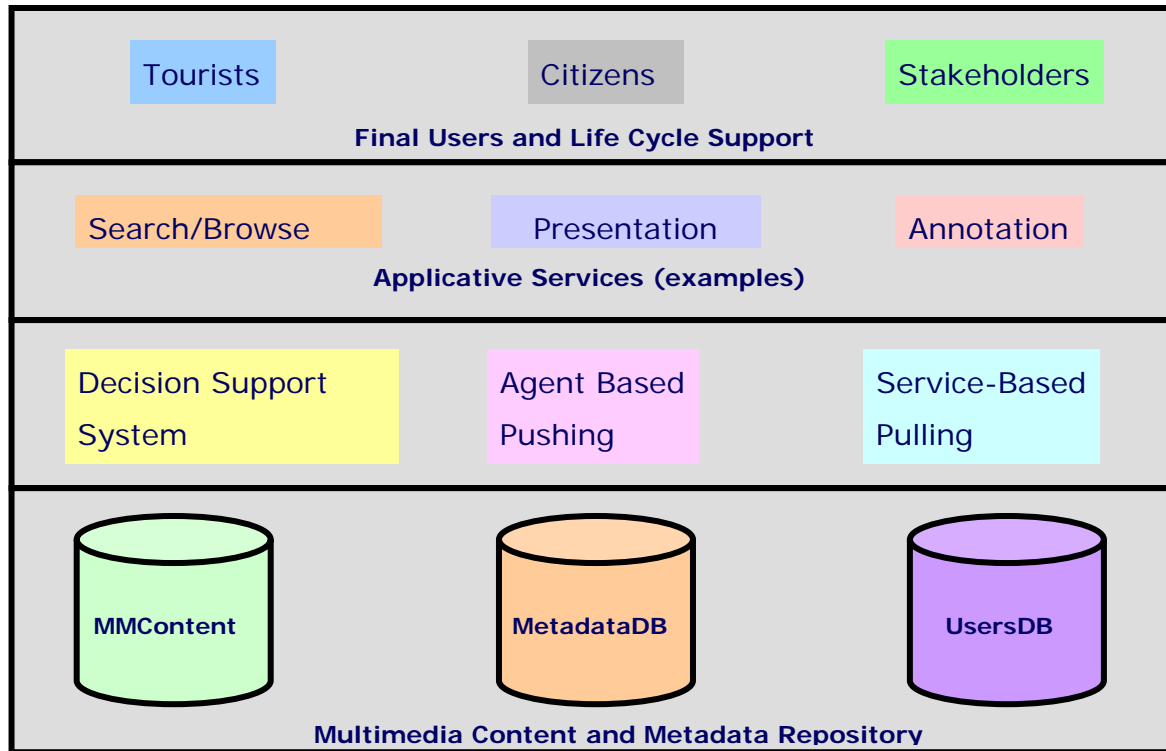 Tourists
Citizens
Stakeholders
Final Users and Life Cycle Support
Search/Browse
Presentation
Annotation
Applicative Services (examples)
Decision Support
System
Agent Based
Pushing
Service-Based
Pulling
MMContent
MetadataDB
UsersDB
Multimedia Content and Metadata Repository